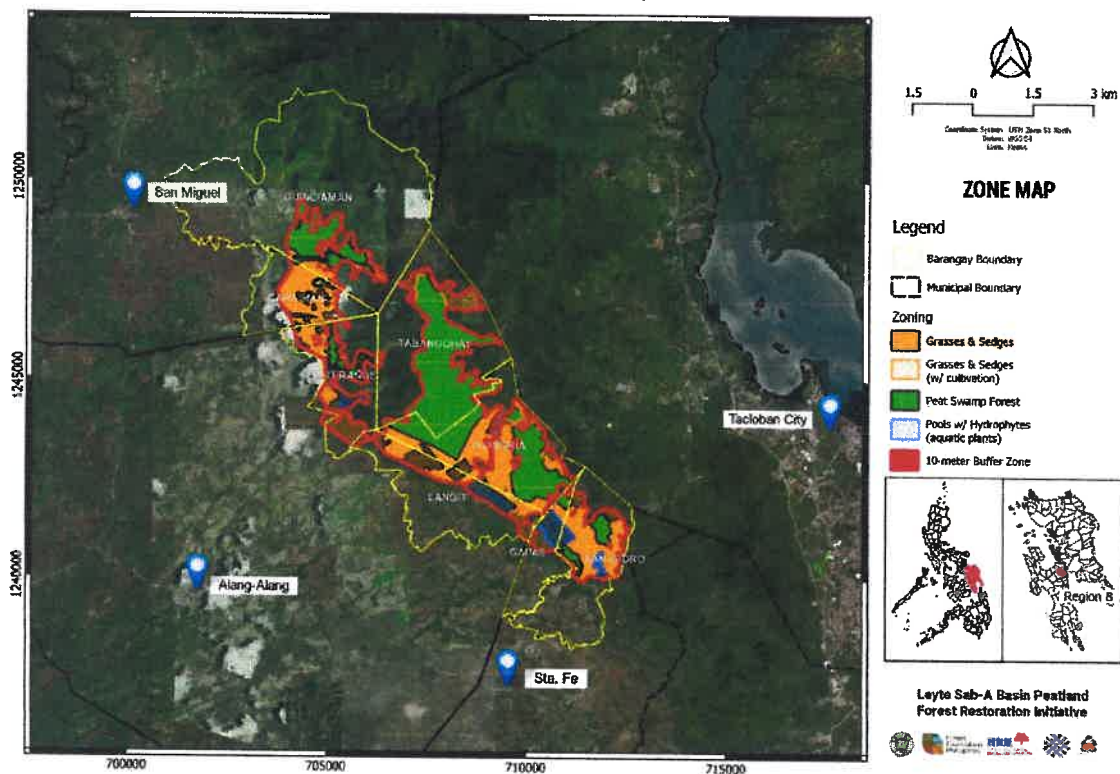 1.5 0 1.5 3 km
ZONE MAP
Legend
Barangay Boundary
Municipal Boundary
Zoning
Grasses & Sedges
Grasses & Sedges
(w/ cultivation)
Peat Swamp Forest
Pools w/ Hydrophytes
(aquatic plants)
10-meter Buffer Zone
Region 8
Leyte Sab-A Basin Peatland
Forest Restoration Initiative
San Miguel
Tacloban City
LANGIT
Alang-Alang
Sta. Fe
1250000
1245000
1240000
700000
705000
710000
715000